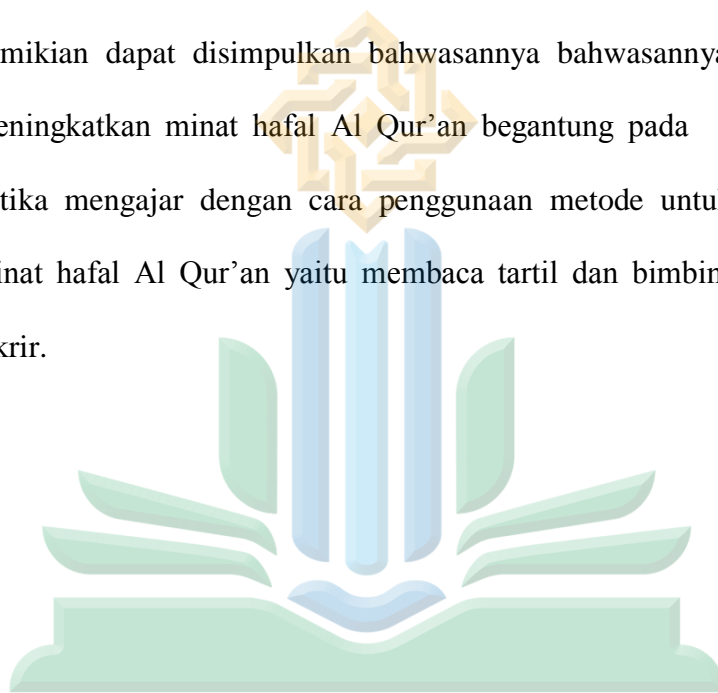 mikian dapat disimpulkan bahwasannya bahwasannya
eningkatkan minat hafal Al Qur’an begantung pada
tika mengajar dengan cara penggunaan metode untu
inat hafal Al Qur’an yaitu membaca tartil dan bimbin
krir.